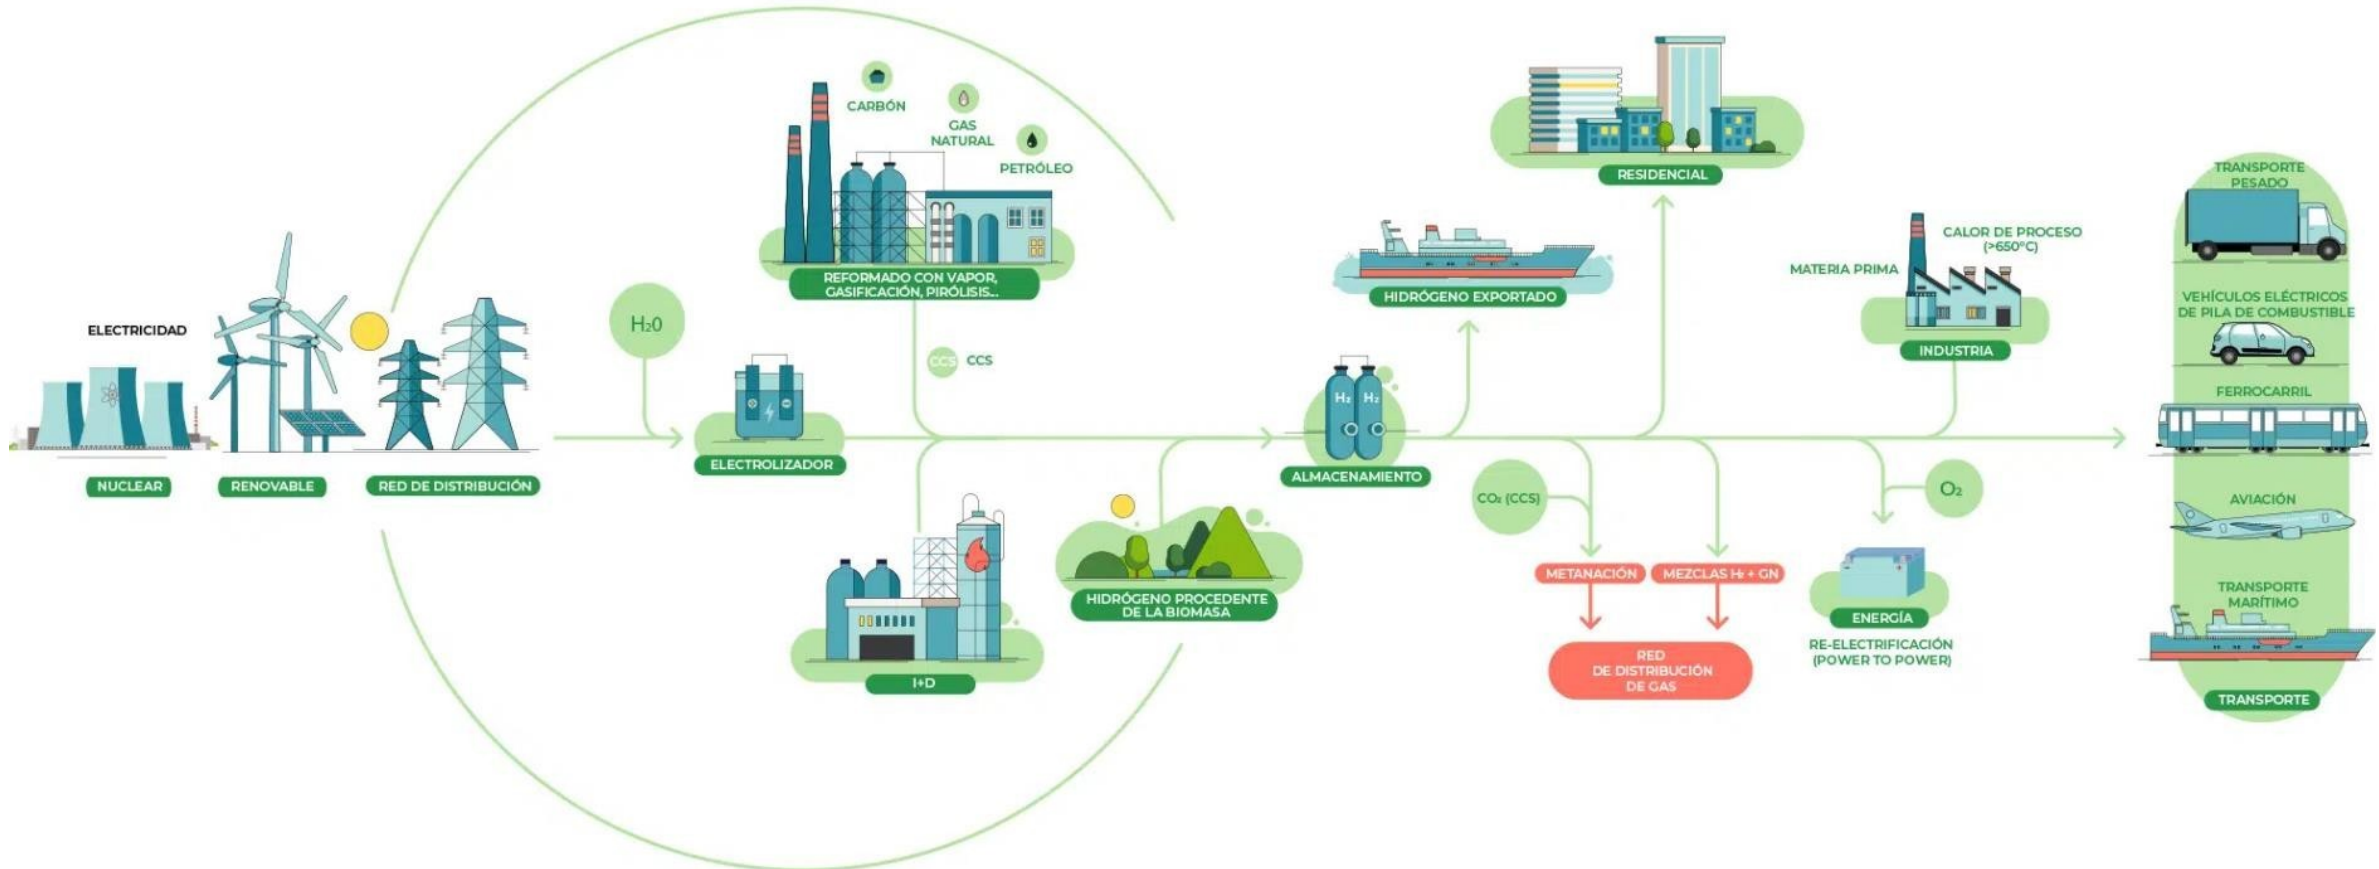 ELECTRICIDAD
NUCLEAR
RENOVABLE
RED DE DISTRIBUCIÓN
H₂0
ELECTROLIZADOR
CARBÓN
GAS
NATURAL
PETRÓLEO
REFORMADO CON VAPOR,
GASIFICACIÓN, PIRÓLISIS...
CCS
CCS
I+D
HIDRÓGENO PROCEDENTE
DE LA BIOMASA
H₂ H₂
ALMACENAMIENTO
HIDRÓGENO EXPORTADO
RESIDENCIAL
CO₂ (CCS)
METANACIÓN
MEZCLAS H₂ + GN
RED
DE DISTRIBUCIÓN
DE GAS
MATERIA PRIMA
CALOR DE PROCESO
(>650ºC)
INDUSTRIA
O₂
ENERGÍA
RE-ELECTRIFICACIÓN
(POWER TO POWER)
TRANSPORTE
PESADO
VEHÍCULOS ELÉCTRICOS
DE PILA DE COMBUSTIBLE
FERROCARRIL
AVIACIÓN
TRANSPORTE
MARÍTIMO
TRANSPORTE